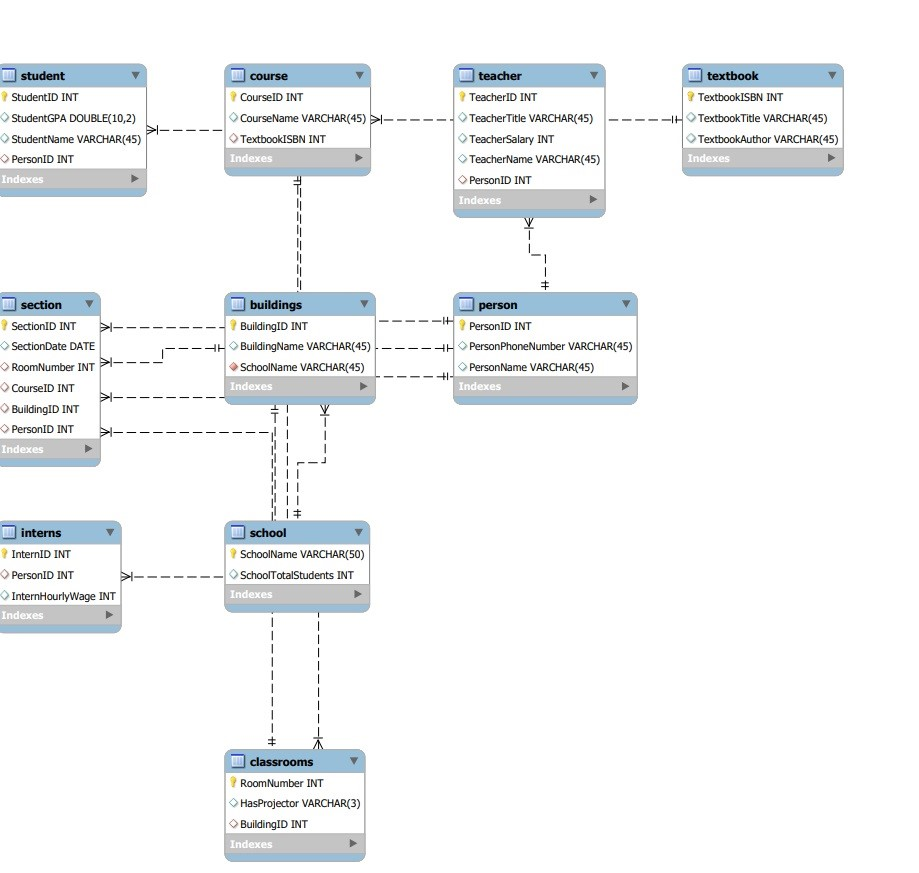 student
StudentID INT
StudentGPA DOUBLE(10,2)
StudentName VARCHAR(45)
PersonID INT
Indexes
course
CourseID INT
CourseName VARCHAR(45)
TextbookISBN INT
Indexes
teacher
TeacherID INT
TeacherTitle VARCHAR(45)
TeacherSalary INT
TeacherName VARCHAR(45)
PersonID INT
Indexes
textbook
TextbookISBN INT
TextbookTitle VARCHAR(45)
TextbookAuthor VARCHAR(45)
Indexes
section
SectionID INT
SectionDate DATE
RoomNumber INT
CourseID INT
BuildingID INT
PersonID INT
Indexes
buildings
BuildingID INT
BuildingName VARCHAR(45)
SchoolName VARCHAR(45)
Indexes
person
PersonID INT
PersonPhoneNumber VARCHAR(45)
PersonName VARCHAR(45)
Indexes
interns
InternID INT
PersonID INT
InternHourlyWage INT
Indexes
school
SchoolName VARCHAR(50)
SchoolTotalStudents INT
Indexes
classrooms
RoomNumber INT
HasProjector VARCHAR(3)
BuildingID INT
Indexes